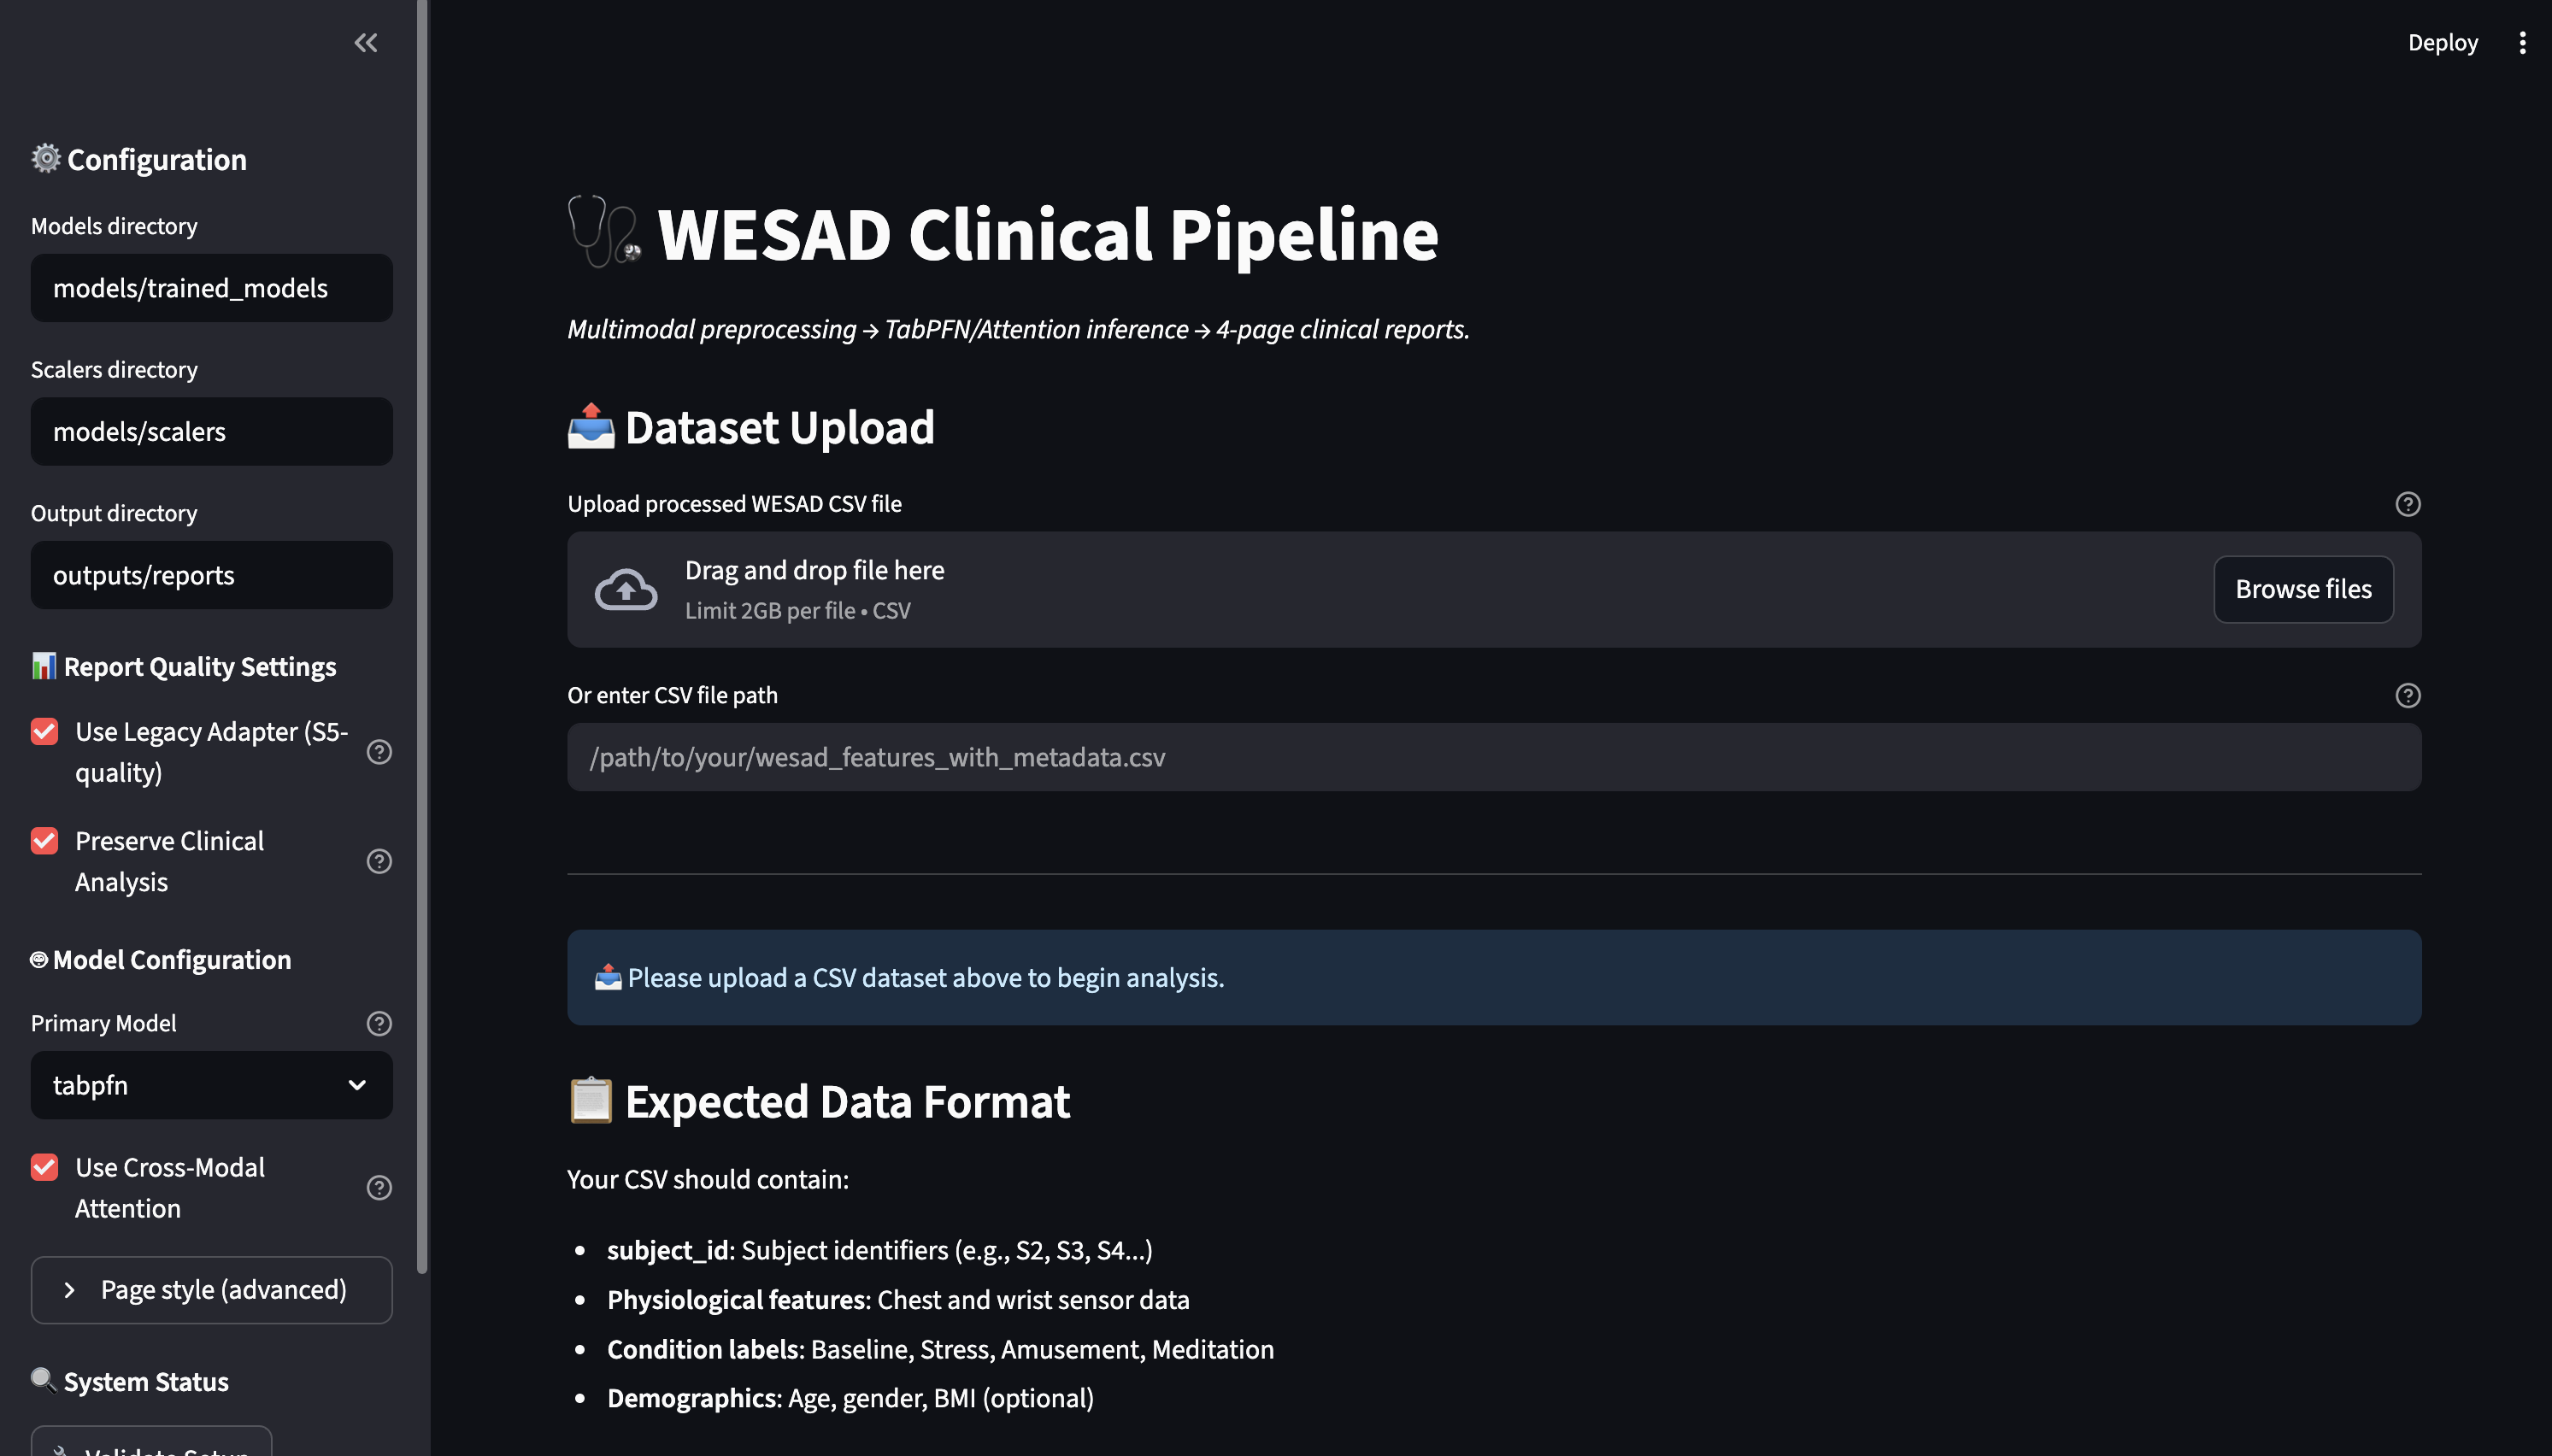 Configuration
Models directory
models/trained_models
Scalers directory
models/scalers
Output directory
outputs/reports
Report Quality Settings
Use Legacy Adapter (S5-
quality)
Preserve Clinical
Analysis
Model Configuration
Primary Model
tabpfn
Use Cross-Modal
Attention
Page style (advanced)
System Status
Validate Setup
Deploy
WESAD Clinical Pipeline
Multimodal preprocessing → TabPFN/Attention inference → 4-page clinical reports.
Dataset Upload
Upload processed WESAD CSV file
Drag and drop file here
Limit 2GB per file • CSV
Browse files
Or enter CSV file path
/path/to/your/wesad_features_with_metadata.csv
Please upload a CSV dataset above to begin analysis.
Expected Data Format
Your CSV should contain:
• subject_id: Subject identifiers (e.g., S2, S3, S4...)
• Physiological features: Chest and wrist sensor data
• Condition labels: Baseline, Stress, Amusement, Meditation
• Demographics: Age, gender, BMI (optional)